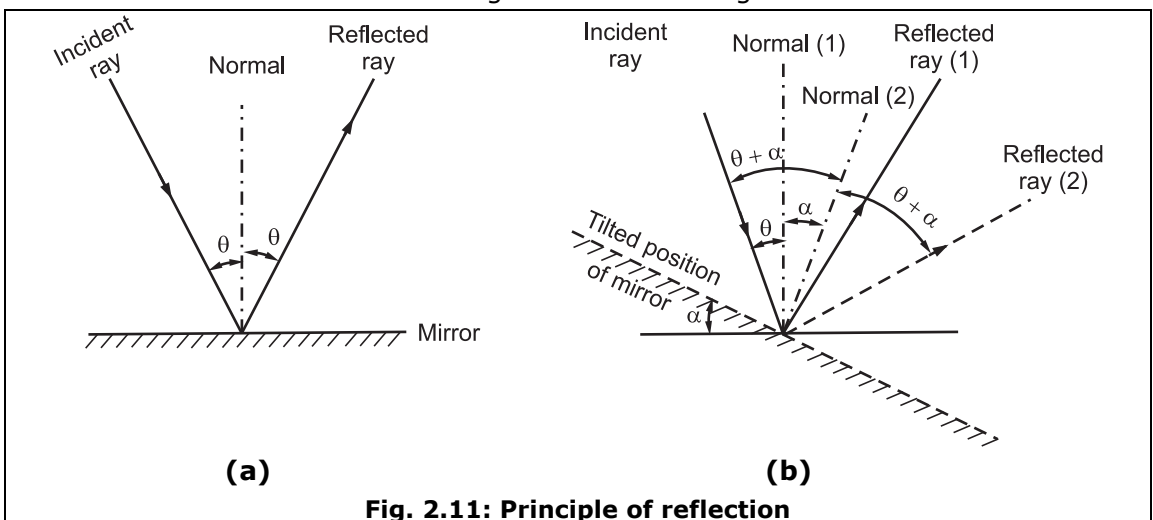 Incident
ray
Normal
Reflected
ray
θ
θ
Mirror
(a)
Incident
ray
Normal (1)
Reflected
ray (1)
Normal (2)
Reflected
ray (2)
θ + α
θ + α
α
θ
Tilted position
of mirror
α
(b)
Fig. 2.11: Principle of reflection